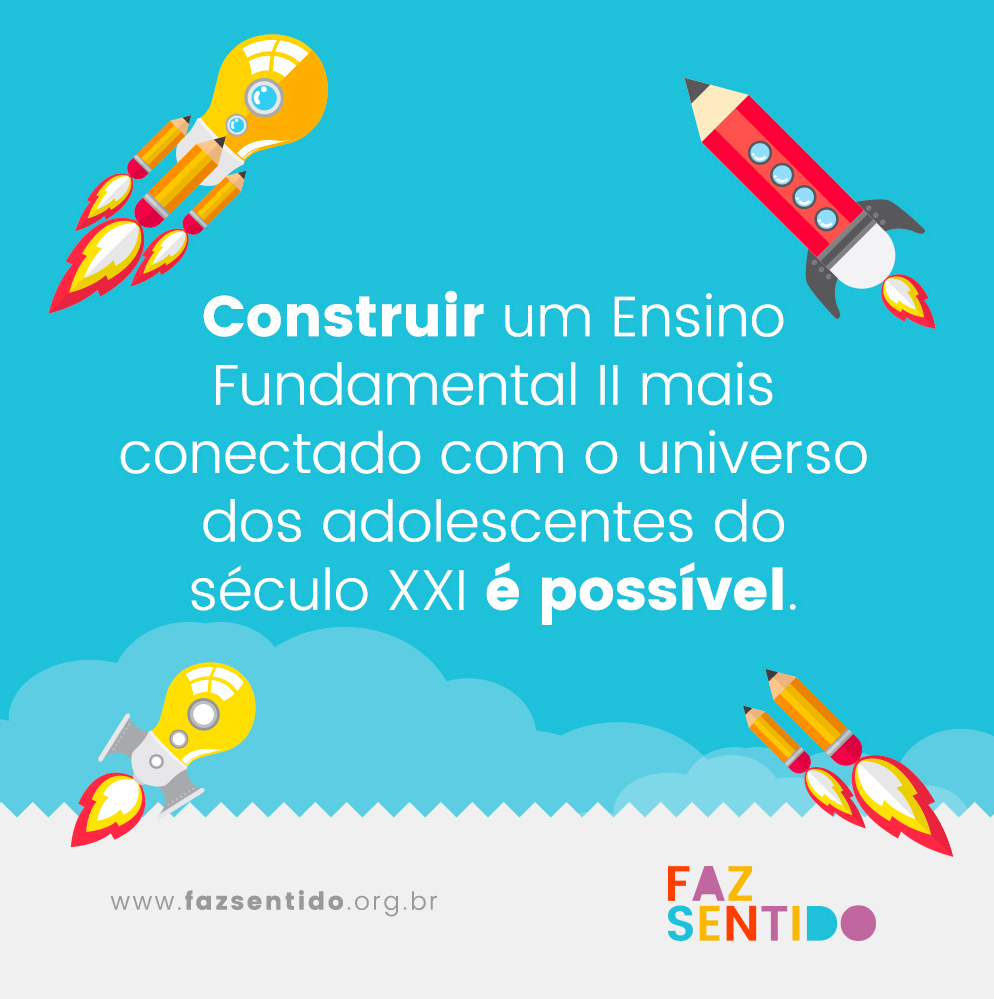 Construir um Ensino
Fundamental II mais
conectado com o universo
dos adolescentes do
século XXI é possível.
www.fazsentido.org.br
FAZ
SENTIDO